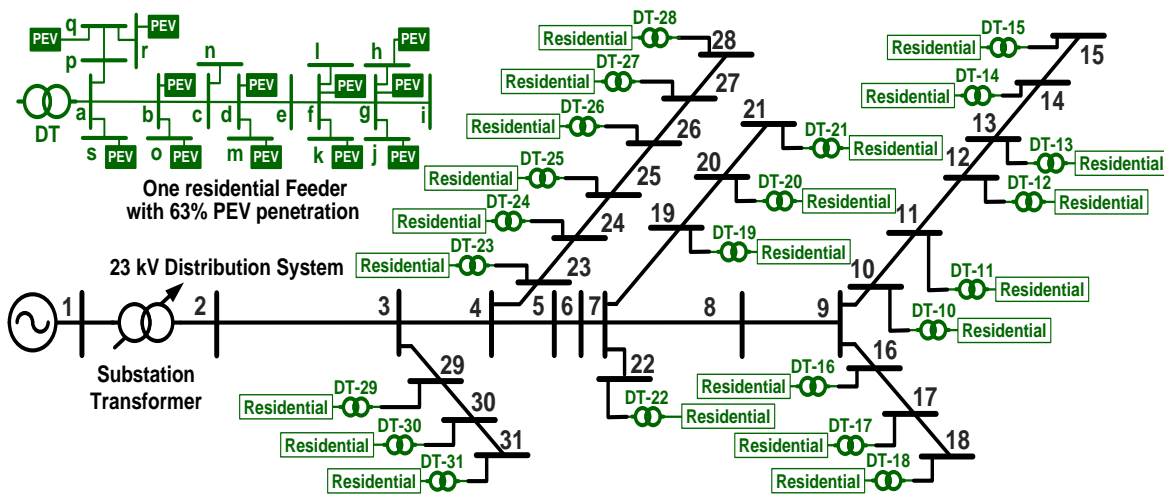 q
PEV
PEV
r
p
n
l
h
PEV
PEV
PEV
PEV
PEV
DT
a
b
c
d
e
f
g
i
s
PEV
o
PEV
m
PEV
k
PEV
j
PEV
One residential Feeder
with 63% PEV penetration
23 kV Distribution System
Substation
Transformer
1
2
3
4
5
6
7
8
9
DT-28
Residential
28
DT-27
Residential
27
DT-26
Residential
26
DT-25
Residential
25
DT-24
Residential
24
DT-23
Residential
23
21
DT-21
Residential
20
DT-20
Residential
19
DT-19
Residential
22
DT-22
Residential
DT-15
Residential
15
DT-14
Residential
14
13
DT-13
Residential
12
DT-12
Residential
11
DT-11
Residential
10
DT-10
Residential
16
DT-16
Residential
17
DT-17
Residential
18
DT-18
Residential
29
DT-29
Residential
30
DT-30
Residential
31
DT-31
Residential